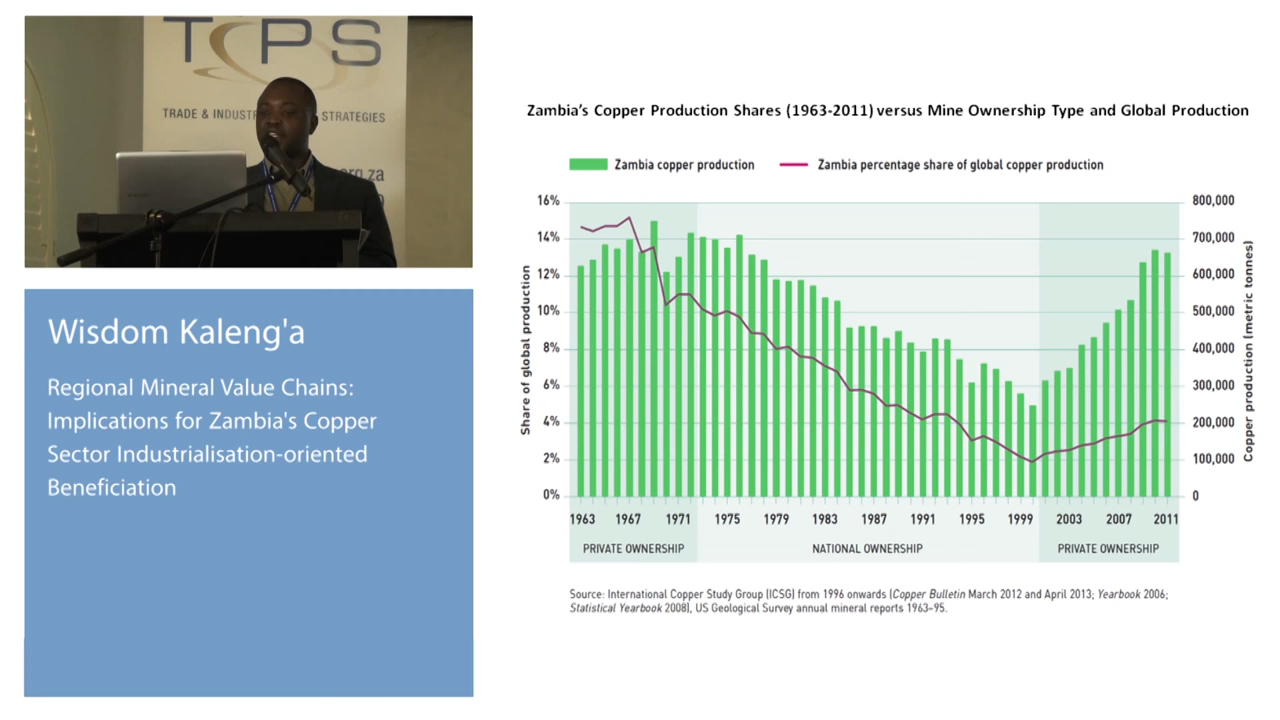 TIPS
TRADE & INDUST
STRATEGIES
org.za
Wisdom Kaleng'a
Regional Mineral Value Chains:
Implications for Zambia's Copper
Sector Industrialisation-oriented
Beneficiation
Zambia's Copper Production Shares (1963-2011) versus Mine Ownership Type and Global Production
Zambia copper production
Zambia percentage share of global copper production
Share of global production
16%
14%
12%
10%
8%
6%
4%
2%
0%
800,000
700,000
600,000
500,000
400,000
300,000
200,000
100,000
0
Copper production (metric tonnes)
1963 1967 1971 1975 1979 1983 1987 1991 1995 1999 2003 2007 2011
PRIVATE OWNERSHIP NATIONAL OWNERSHIP PRIVATE OWNERSHIP
Source: International Copper Study Group (ICSG) from 1996 onwards (Copper Bulletin March 2012 and April 2013; Yearbook 2006;
Statistical Yearbook 2008), US Geological Survey annual mineral reports 1963–95.